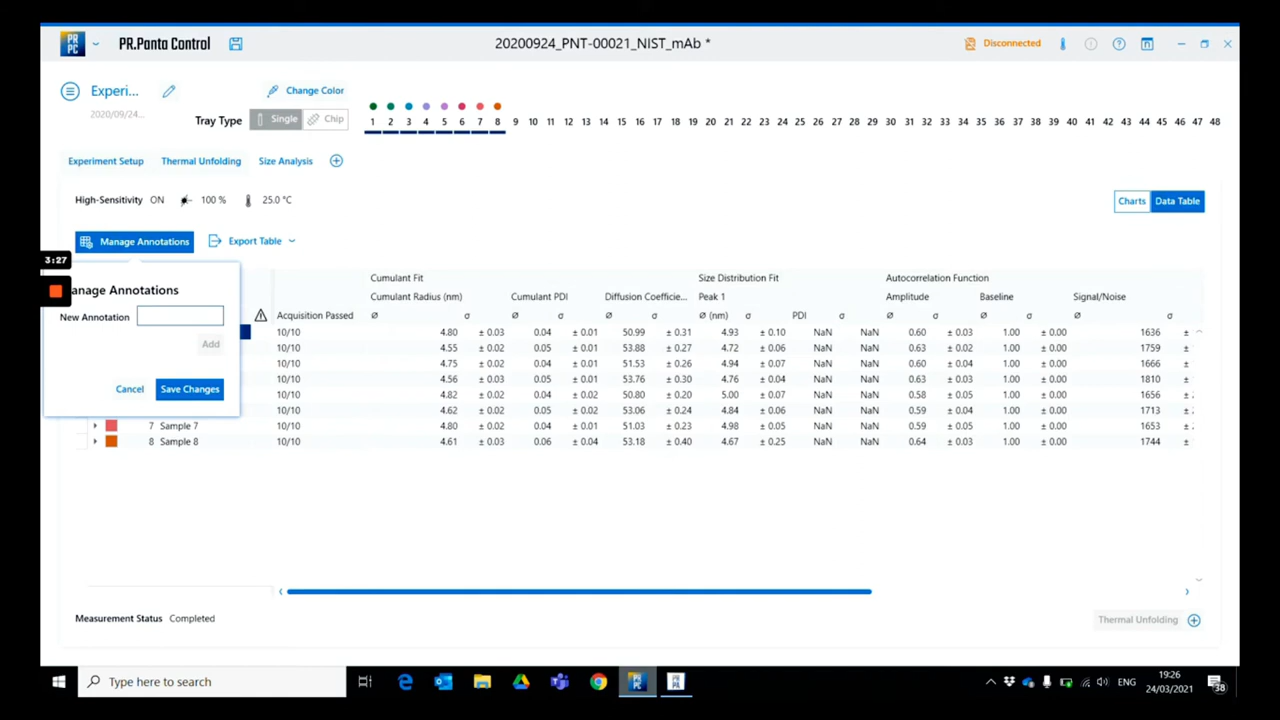 PR PC PR.Panta Control 20200924_PNT-00021_NIST_mAb * Disconnected
Experi... Change Color
2020/09/24... Tray Type Single Chip 1 2 3 4 5 6 7 8 9 10 11 12 13 14 15 16 17 18 19 20 21 22 23 24 25 26 27 28 29 30 31 32 33 34 35 36 37 38 39 40 41 42 43 44 45 46 47 48
Experiment Setup Thermal Unfolding Size Analysis
High-Sensitivity ON 100 % 25.0 °C Charts Data Table
Manage Annotations Export Table
3:27
anage Annotations
New Annotation
Add
Cancel Save Changes
Cumulant Fit Size Distribution Fit Autocorrelation Function
Cumulant Radius (nm) Cumulant PDI Diffusion Coefficie... Peak 1 Amplitude Baseline Signal/Noise
Acquisition Passed Ø σ Ø σ Ø σ Ø (nm) σ PDI σ Ø σ Ø σ Ø σ
10/10 4.80 ± 0.03 0.04 ± 0.01 50.99 ± 0.31 4.93 ± 0.10 NaN NaN 0.60 ± 0.03 1.00 ± 0.00 1636 ±
10/10 4.55 ± 0.02 0.05 ± 0.01 53.88 ± 0.27 4.72 ± 0.06 NaN NaN 0.63 ± 0.02 1.00 ± 0.00 1759 ±
10/10 4.75 ± 0.02 0.04 ± 0.01 51.53 ± 0.26 4.94 ± 0.07 NaN NaN 0.60 ± 0.04 1.00 ± 0.00 1666 ±
10/10 4.56 ± 0.03 0.05 ± 0.01 53.76 ± 0.30 4.76 ± 0.04 NaN NaN 0.63 ± 0.03 1.00 ± 0.00 1810 ±
10/10 4.82 ± 0.02 0.04 ± 0.02 50.80 ± 0.20 5.00 ± 0.07 NaN NaN 0.58 ± 0.05 1.00 ± 0.00 1656 ±
10/10 4.62 ± 0.02 0.05 ± 0.02 53.06 ± 0.24 4.84 ± 0.06 NaN NaN 0.59 ± 0.04 1.00 ± 0.00 1713 ±
7 Sample 7 10/10 4.80 ± 0.02 0.04 ± 0.01 51.03 ± 0.23 4.98 ± 0.05 NaN NaN 0.59 ± 0.05 1.00 ± 0.00 1653 ±
8 Sample 8 10/10 4.61 ± 0.03 0.06 ± 0.04 53.18 ± 0.40 4.67 ± 0.25 NaN NaN 0.64 ± 0.03 1.00 ± 0.00 1744 ±
Measurement Status Completed Thermal Unfolding
Type here to search
ENG 19:26
24/03/2021 38